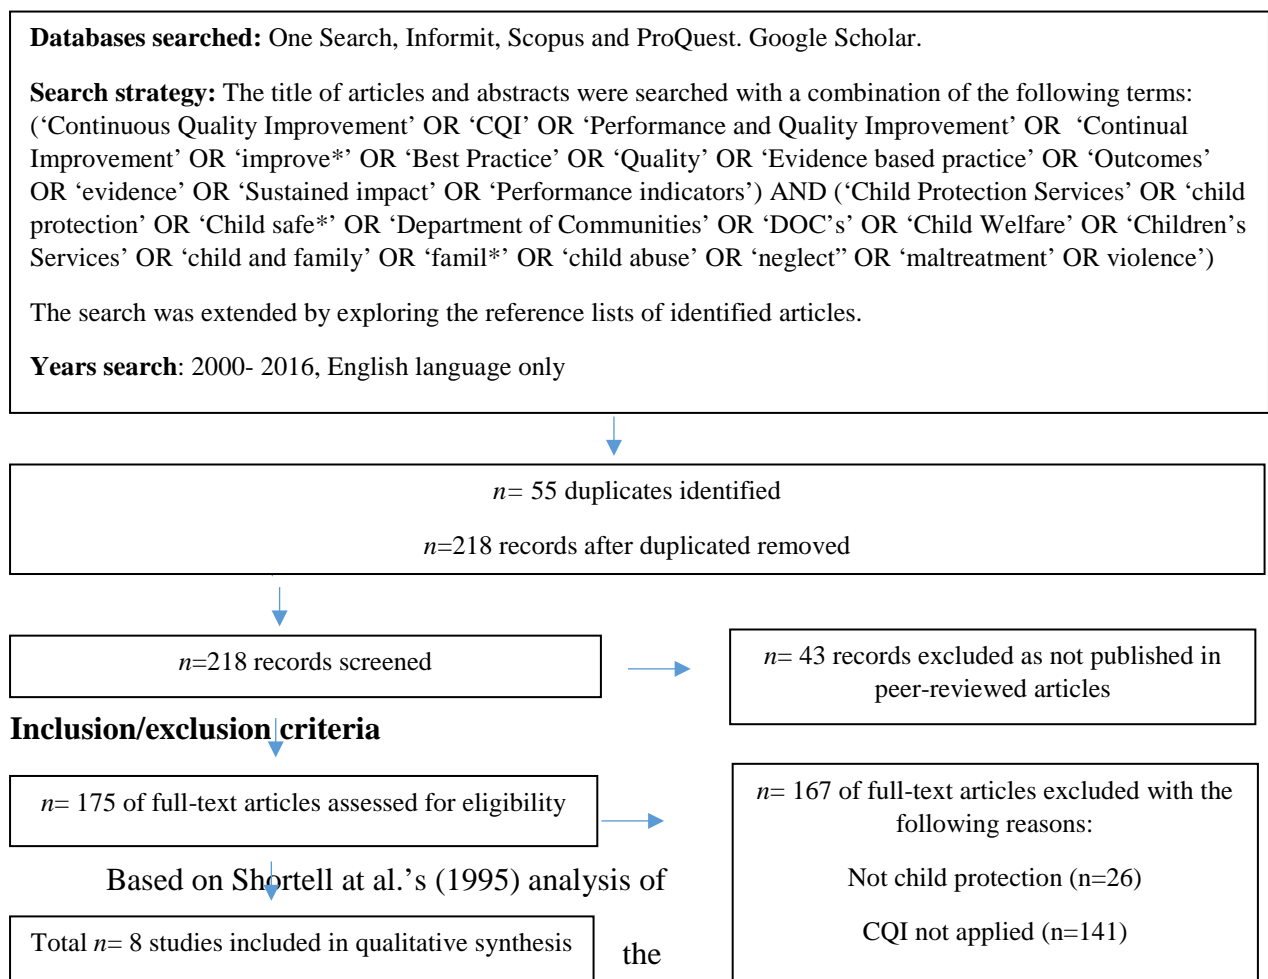 Databases searched: One Search, Informit, Scopus and ProQuest. Google Scholar.
Search strategy: The title of articles and abstracts were searched with a combination of the following terms:
(‘Continuous Quality Improvement’ OR ‘CQI’ OR ‘Performance and Quality Improvement’ OR ‘Continual
Improvement’ OR ‘improve*’ OR ‘Best Practice’ OR ‘Quality’ OR ‘Evidence based practice’ OR ‘Outcomes’
OR ‘evidence’ OR ‘Sustained impact’ OR ‘Performance indicators’) AND (‘Child Protection Services’ OR ‘child
protection’ OR ‘Child safe*’ OR ‘Department of Communities’ OR ‘DOC’s’ OR ‘Child Welfare’ OR ‘Children’s
Services’ OR ‘child and family’ OR ‘famil*’ OR ‘child abuse’ OR ‘neglect” OR ‘maltreatment’ OR violence’)
The search was extended by exploring the reference lists of identified articles.
Years search: 2000- 2016, English language only
n= 55 duplicates identified
n=218 records after duplicated removed
n=218 records screened
n= 43 records excluded as not published in
peer-reviewed articles
Inclusion/exclusion criteria
n= 175 of full-text articles assessed for eligibility
n= 167 of full-text articles excluded with the
following reasons:
Not child protection (n=26)
CQI not applied (n=141)
Based on Shortell at al.’s (1995) analysis of
Total n= 8 studies included in qualitative synthesis
the